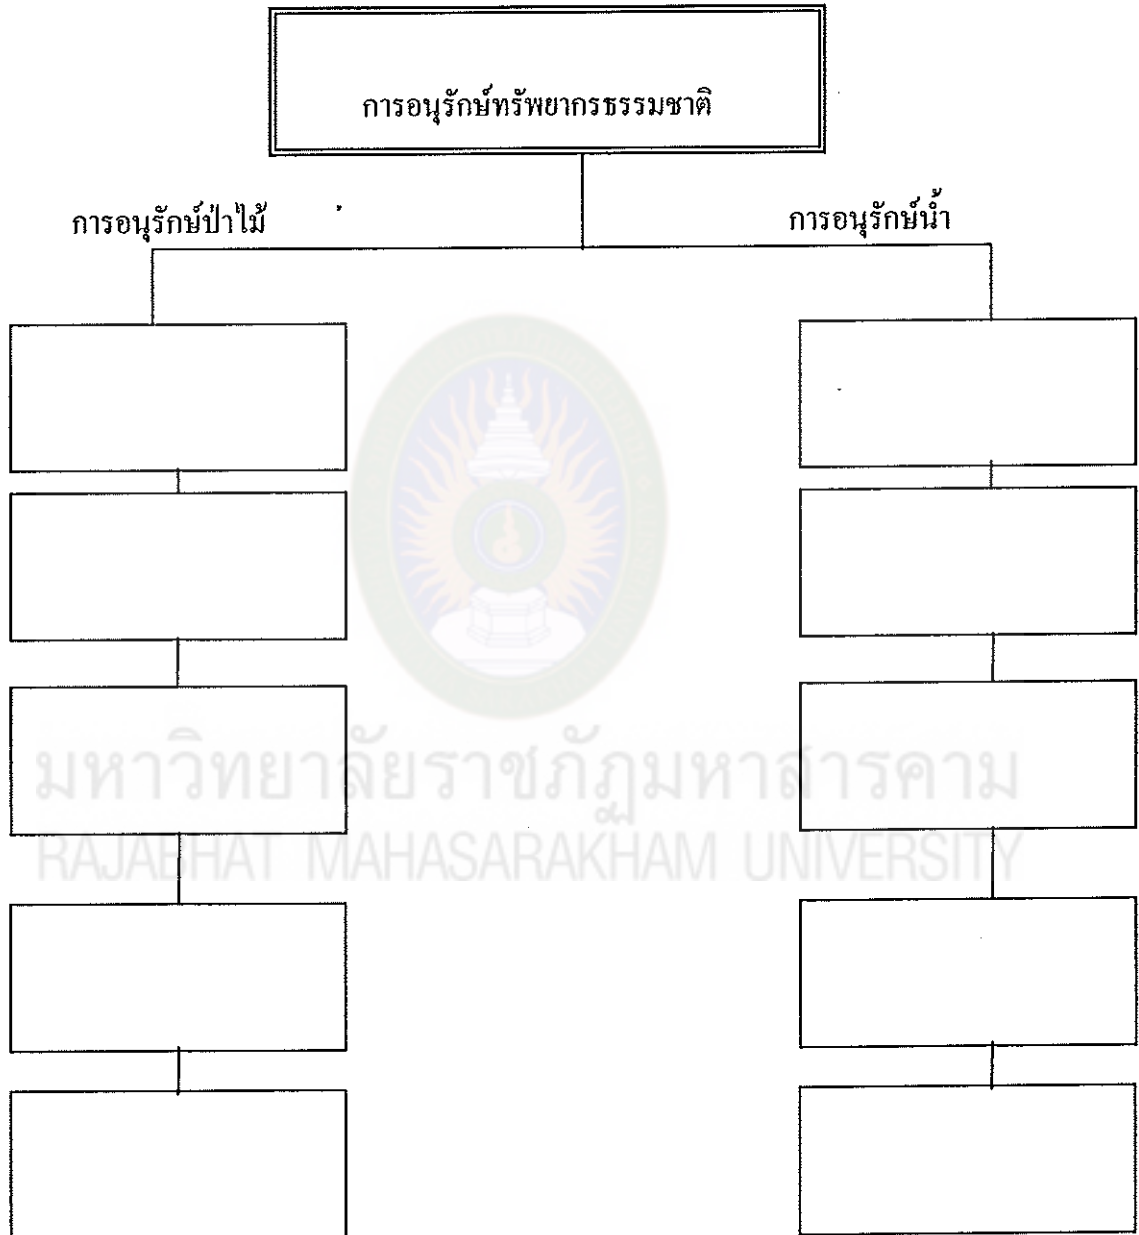 การอนุรักษ์ทรัพยากรธรรมชาติ
การอนุรักษ์ป่าไม้
การอนุรักษ์น้ำ
มหาวิทยาลัยราชภัฏมหาสารคาม
RAJABHAT MAHASARAKHAM UNIVERSITY